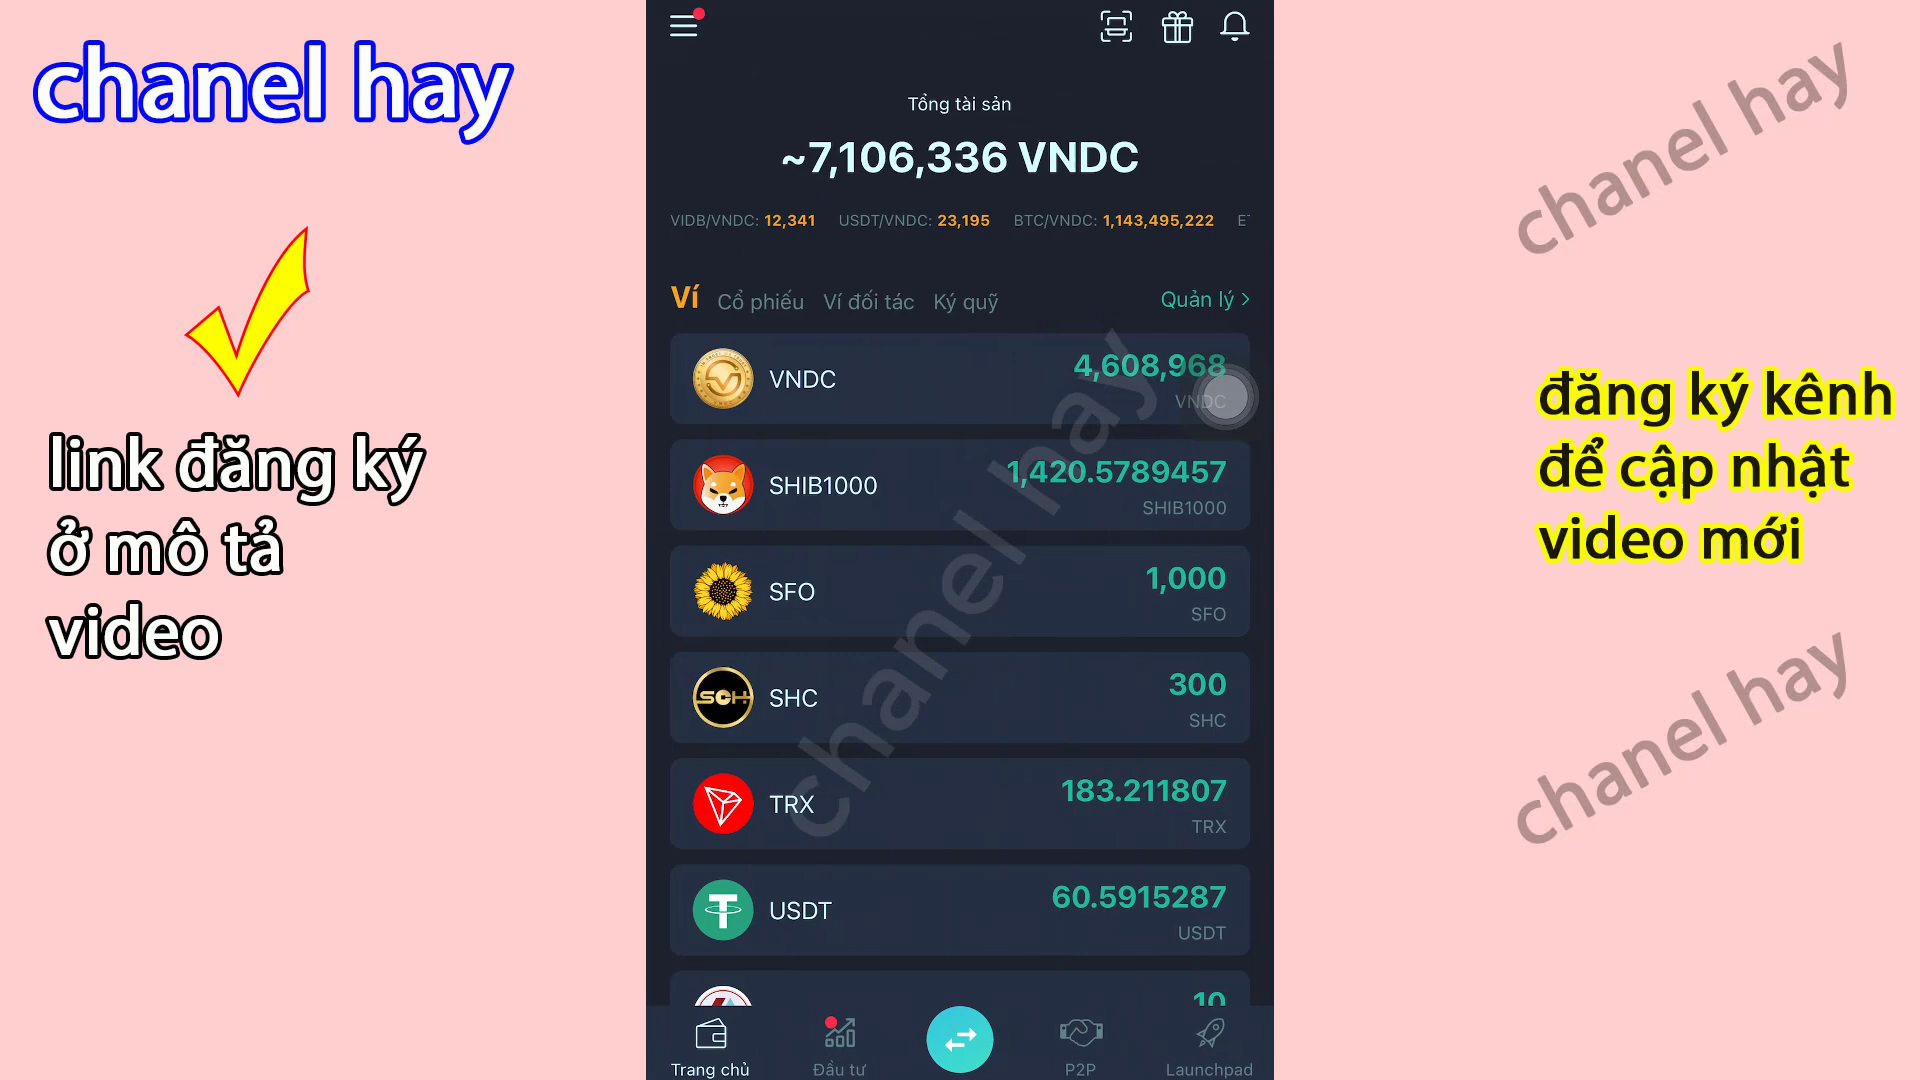 chanel hay
link đăng ký
ở mô tả
video
Tổng tài sản
~7,106,336 VNDC
VIDB/VNDC: 12,341 USDT/VNDC: 23,195 BTC/VNDC: 1,143,495,222
Ví Cổ phiếu Ví đối tác Ký quỹ Quản lý >
VNDC 4,608,968
VNDC
SHIB1000 1,420.5789457
SHIB1000
SFO 1,000
SFO
SCH
SHC 300
SHC
TRX 183.211807
TRX
USDT 60.5915287
USDT
10
Trang chủ Đầu tư P2P Launchpad
chanel hay
chanel hay
đăng ký kênh
để cập nhật
video mới
chanel hay